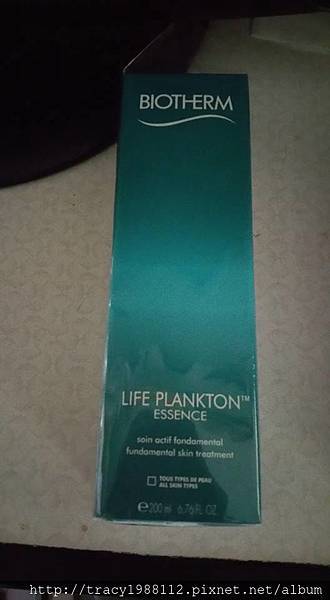 BIOTHERM
LIFE PLANKTON™
ESSENCE
soin actif fondamental
fundamental skin treatment
TOUS TYPES DE PEAU
ALL SKIN TYPES
℮200 ml 6.76 FL. OZ
http://tracy1988112.pixnet.net/album